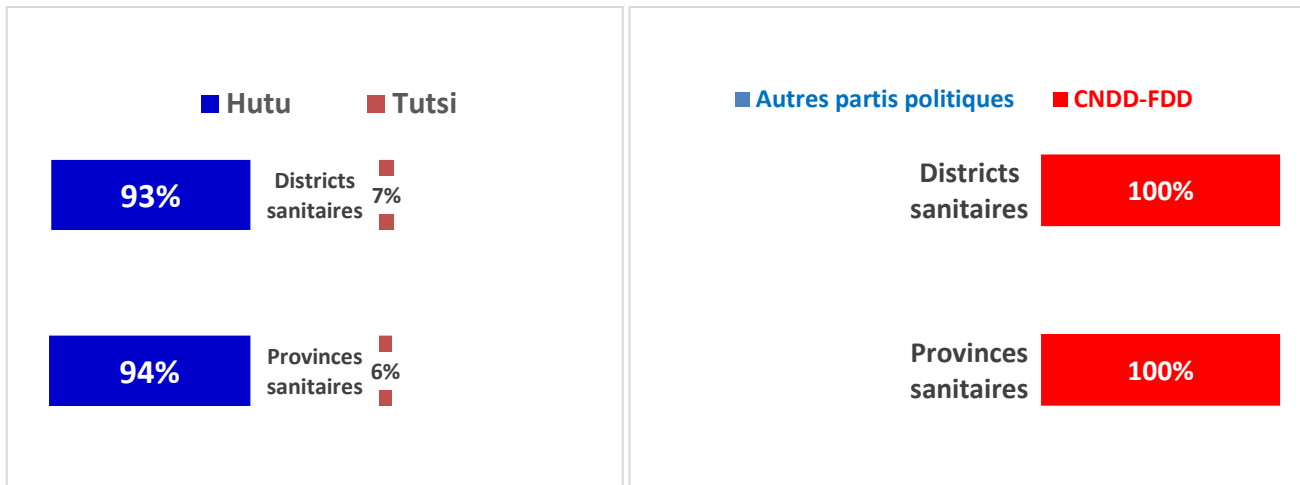 Hutu Tutsi
93%
Districts
sanitaires
7%
94%
Provinces
sanitaires
6%
Autres partis politiques CNDD-FDD
Districts
sanitaires
100%
Provinces
sanitaires
100%